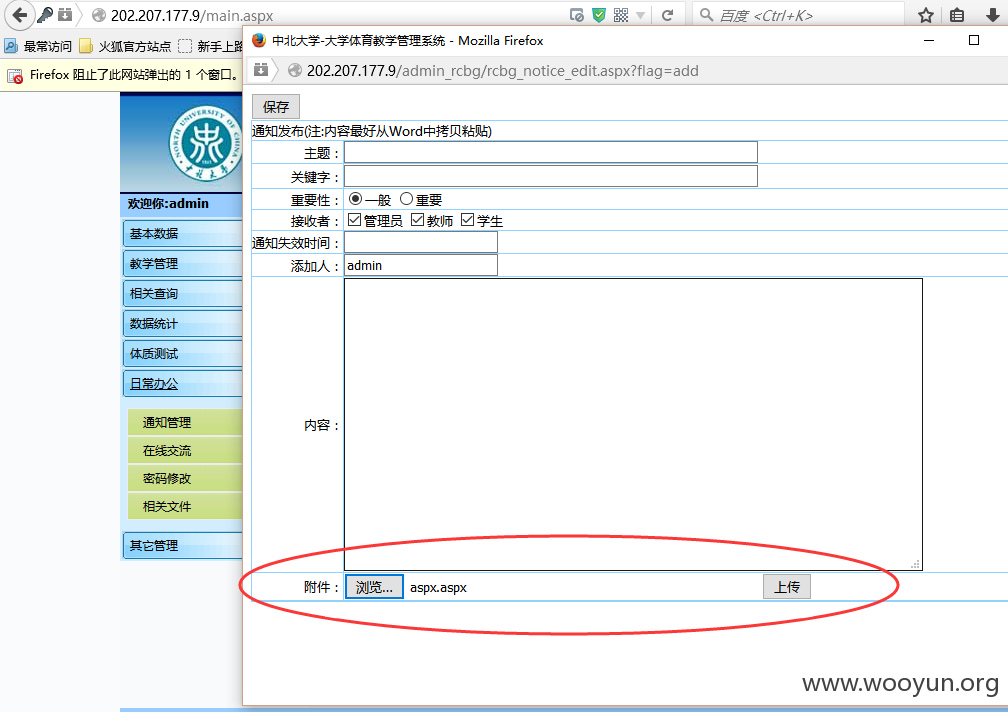 202.207.177.9/main.aspx
百度 <Ctrl+K>
最常访问 火狐官方站点 新手上路
Firefox 阻止了此网站弹出的 1 个窗口。
NORTH UNIVERSITY OF CHINA
中北大学
欢迎你:admin
基本数据
教学管理
相关查询
数据统计
体质测试
日常办公
通知管理
在线交流
密码修改
相关文件
其它管理
中北大学-大学体育教学管理系统 - Mozilla Firefox
202.207.177.9/admin_rcbg/rcbg_notice_edit.aspx?flag=add
保存
通知发布(注:内容最好从Word中拷贝粘贴)
主题：
关键字：
重要性： 一般 重要
接收者： 管理员 教师 学生
通知失效时间：
添加人： admin
内容：
附件： 浏览... aspx.aspx 上传
www.wooyun.org